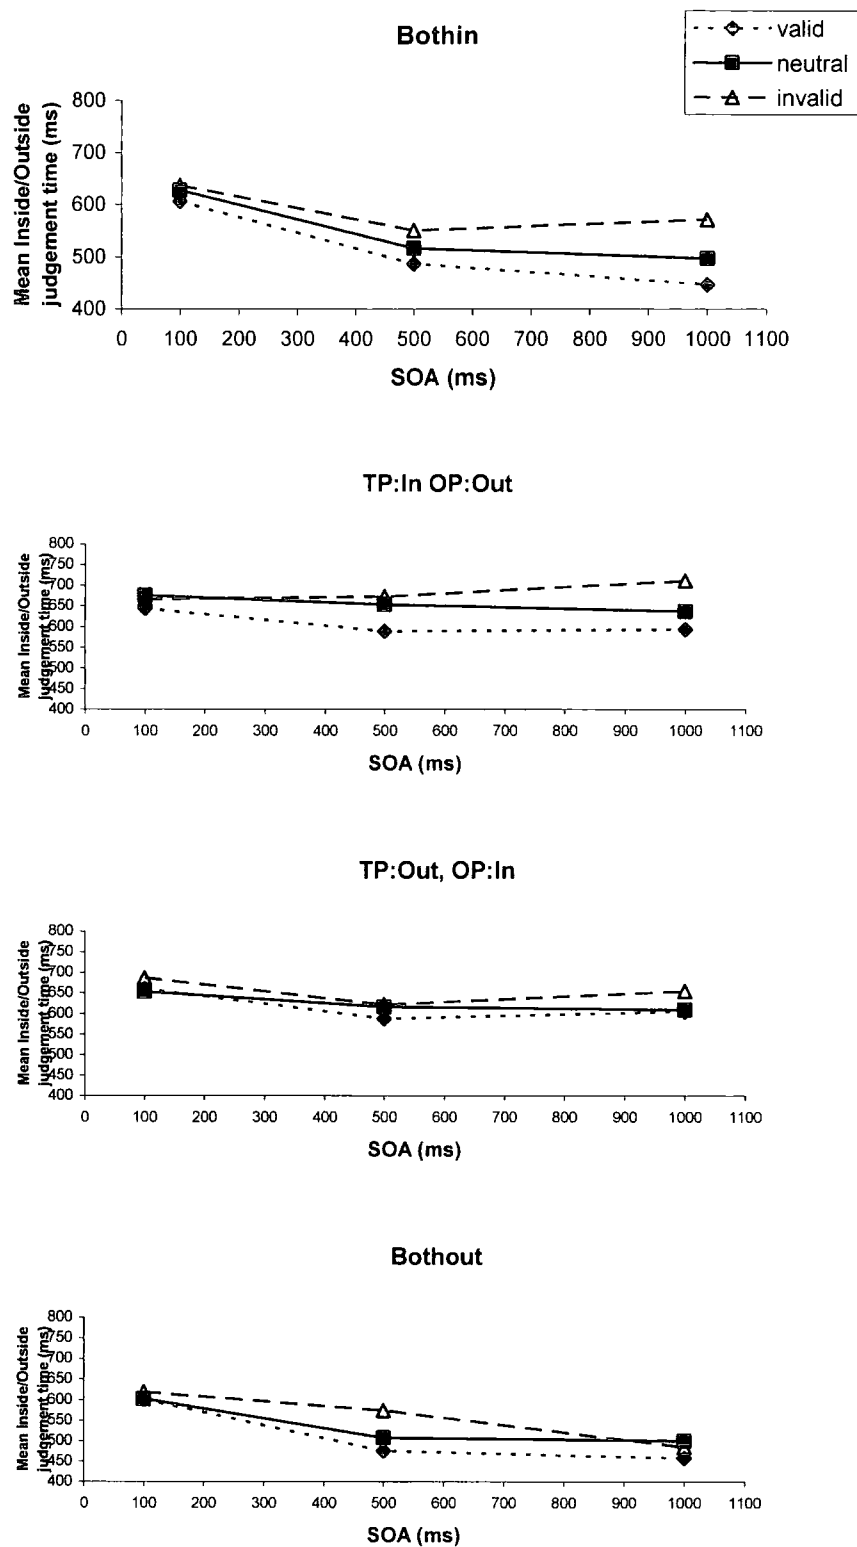 Bothin
valid
neutral
invalid
Mean Inside/Outside
judgement time (ms)
800
700
600
500
400
0 100 200 300 400 500 600 700 800 900 1000 1100
SOA (ms)
TP:In OP:Out
Mean Inside/Outside
judgement time (ms)
800
750
700
650
600
550
500
450
400
0 100 200 300 400 500 600 700 800 900 1000 1100
SOA (ms)
TP:Out, OP:In
Mean Inside/Outside
judgement time (ms)
800
750
700
650
600
550
500
450
400
0 100 200 300 400 500 600 700 800 900 1000 1100
SOA (ms)
Bothout
Mean Inside/Outside
judgement time (ms)
800
750
700
650
600
550
500
450
400
0 100 200 300 400 500 600 700 800 900 1000 1100
SOA (ms)